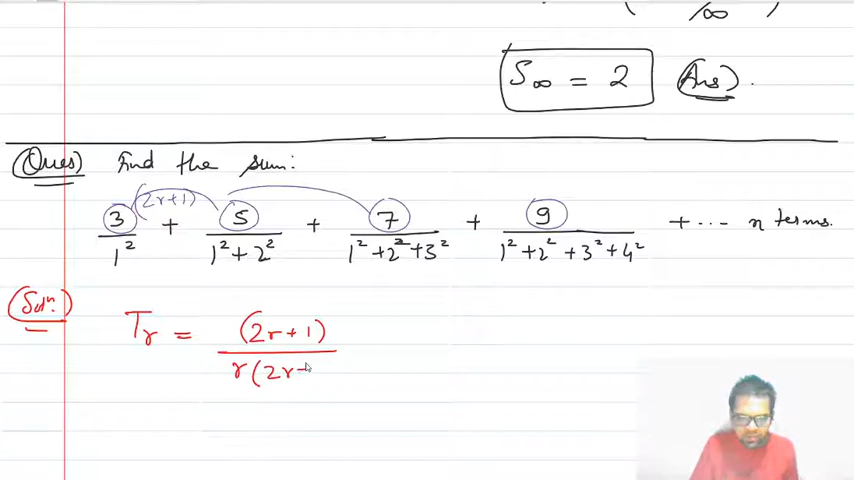 /∞
S∞ = 2 (Ans).
(Ques) Find the sum:
(2r+1)
3/1² + 5/1²+2² + 7/1²+2²+3² + 9/1²+2²+3²+4² + ··· n terms.
(Solⁿ.)
Tr = (2r+1)/r(2r-